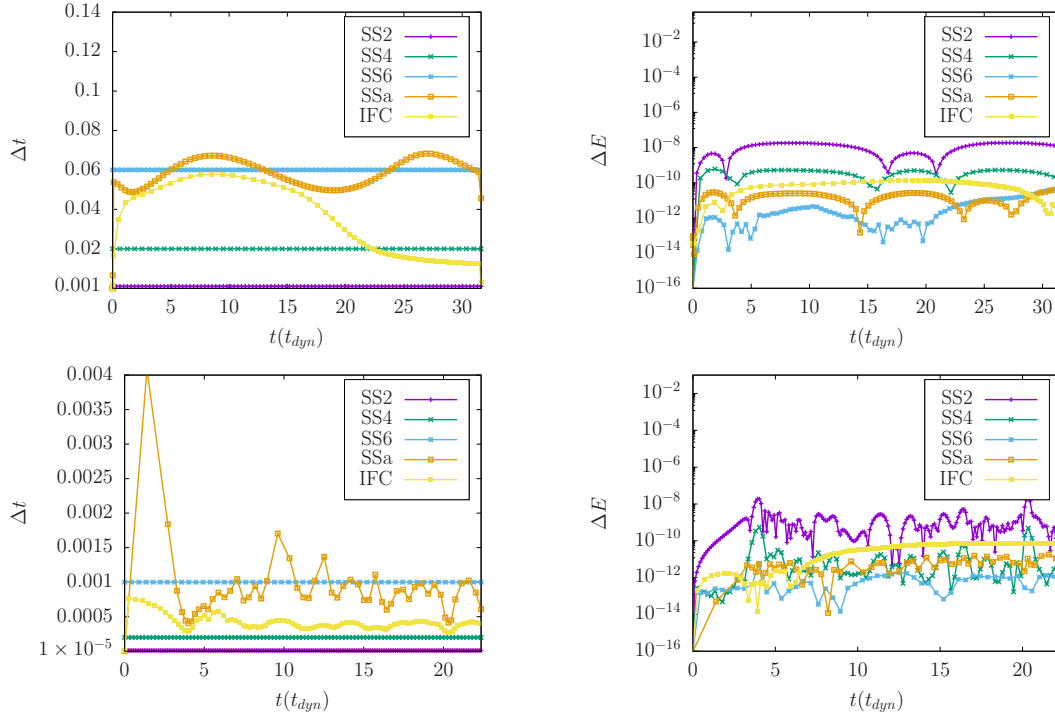 0.14
0.12
0.1
0.08
0.06
0.04
0.02
0.001
Δt
0 5 10 15 20 25 30
t(t_dyn)
SS2
SS4
SS6
SSa
IFC
10^−2
10^−4
10^−6
10^−8
10^−10
10^−12
10^−14
10^−16
ΔE
0 5 10 15 20 25 30
t(t_dyn)
SS2
SS4
SS6
SSa
IFC
0.004
0.0035
0.003
0.0025
0.002
0.0015
0.001
0.0005
1 × 10^−5
Δt
0 5 10 15 20
t(t_dyn)
SS2
SS4
SS6
SSa
IFC
10^−2
10^−4
10^−6
10^−8
10^−10
10^−12
10^−14
10^−16
ΔE
0 5 10 15 20
t(t_dyn)
SS2
SS4
SS6
SSa
IFC